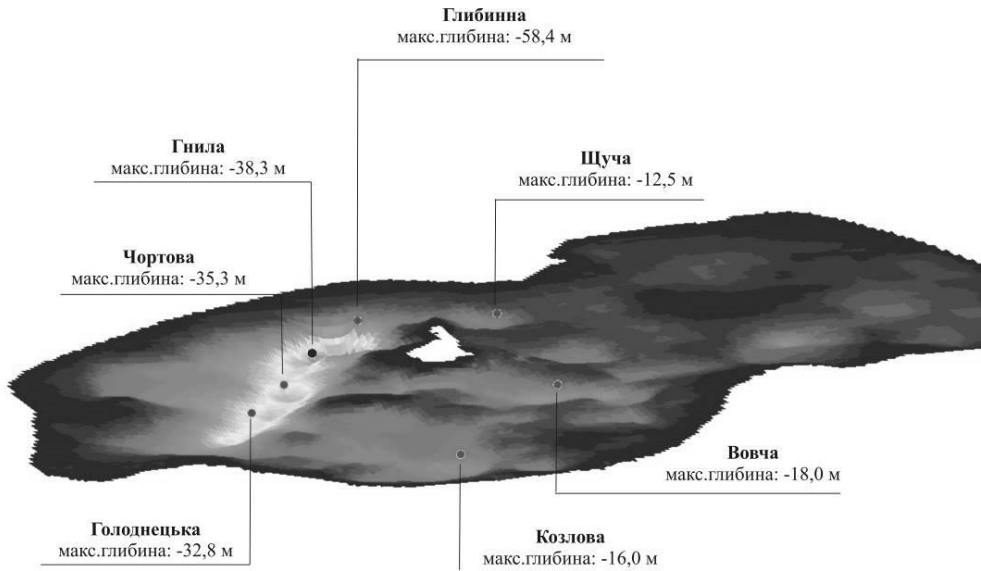 Глибинна
макс.глибина: -58,4 м
Гнила
макс.глибина: -38,3 м
Щуча
макс.глибина: -12,5 м
Чортова
макс.глибина: -35,3 м
Вовча
макс.глибина: -18,0 м
Голоднецька
макс.глибина: -32,8 м
Козлова
макс.глибина: -16,0 м